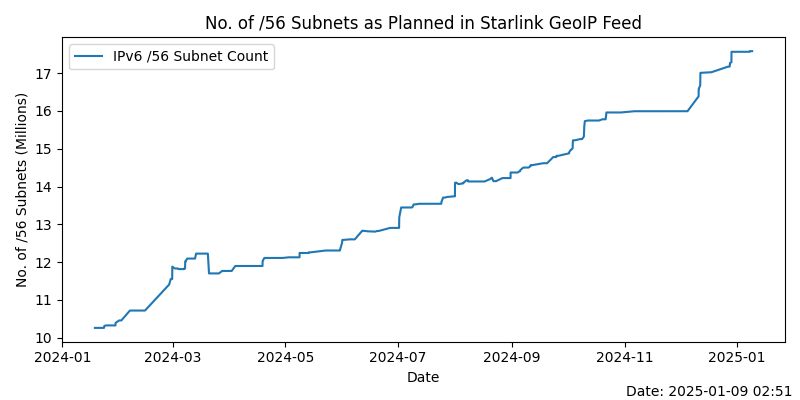 No. of /56 Subnets as Planned in Starlink GeoIP Feed
IPv6 /56 Subnet Count
No. of /56 Subnets (Millions)
17
16
15
14
13
12
11
10
2024-01 2024-03 2024-05 2024-07 2024-09 2024-11 2025-01
Date
Date: 2025-01-09 02:51